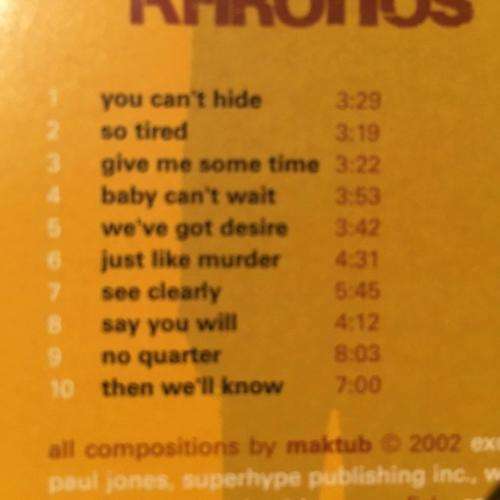 KHRONOS
1 you can't hide 3:29
2 so tired 3:19
3 give me some time 3:22
4 baby can't wait 3:53
5 we've got desire 3:42
6 just like murder 4:31
7 see clearly 5:45
8 say you will 4:12
9 no quarter 8:03
10 then we'll know 7:00
all compositions by maktub © 2002
paul jones, superhype publishing inc.,